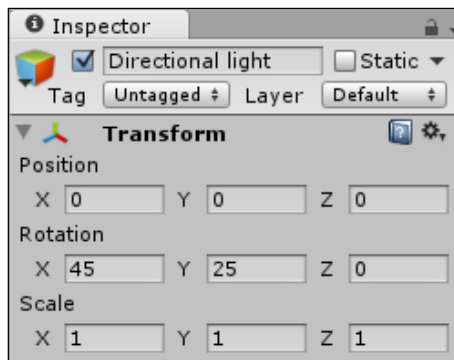 Inspector
Directional light Static
Tag Untagged Layer Default
Transform
Position
X 0 Y 0 Z 0
Rotation
X 45 Y 25 Z 0
Scale
X 1 Y 1 Z 1